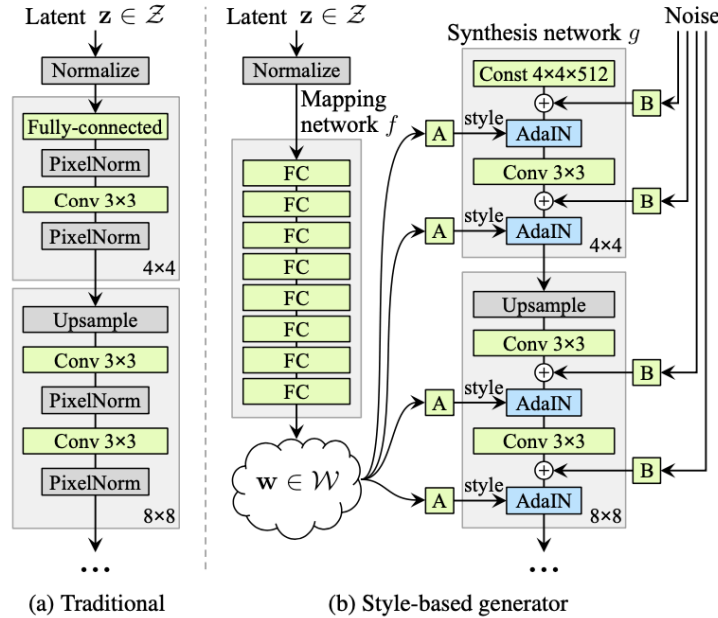 Latent z ∈ Z
Normalize
Fully-connected
PixelNorm
Conv 3×3
PixelNorm
4×4
Upsample
Conv 3×3
PixelNorm
Conv 3×3
PixelNorm
8×8
...
(a) Traditional
Latent z ∈ Z
Normalize
Mapping
network f
FC
FC
FC
FC
FC
FC
FC
FC
w ∈ W
A
style
A
style
A
style
A
style
Noise
Synthesis network g
Const 4×4×512
B
AdaIN
Conv 3×3
B
AdaIN
4×4
Upsample
Conv 3×3
B
AdaIN
Conv 3×3
B
AdaIN
8×8
...
(b) Style-based generator